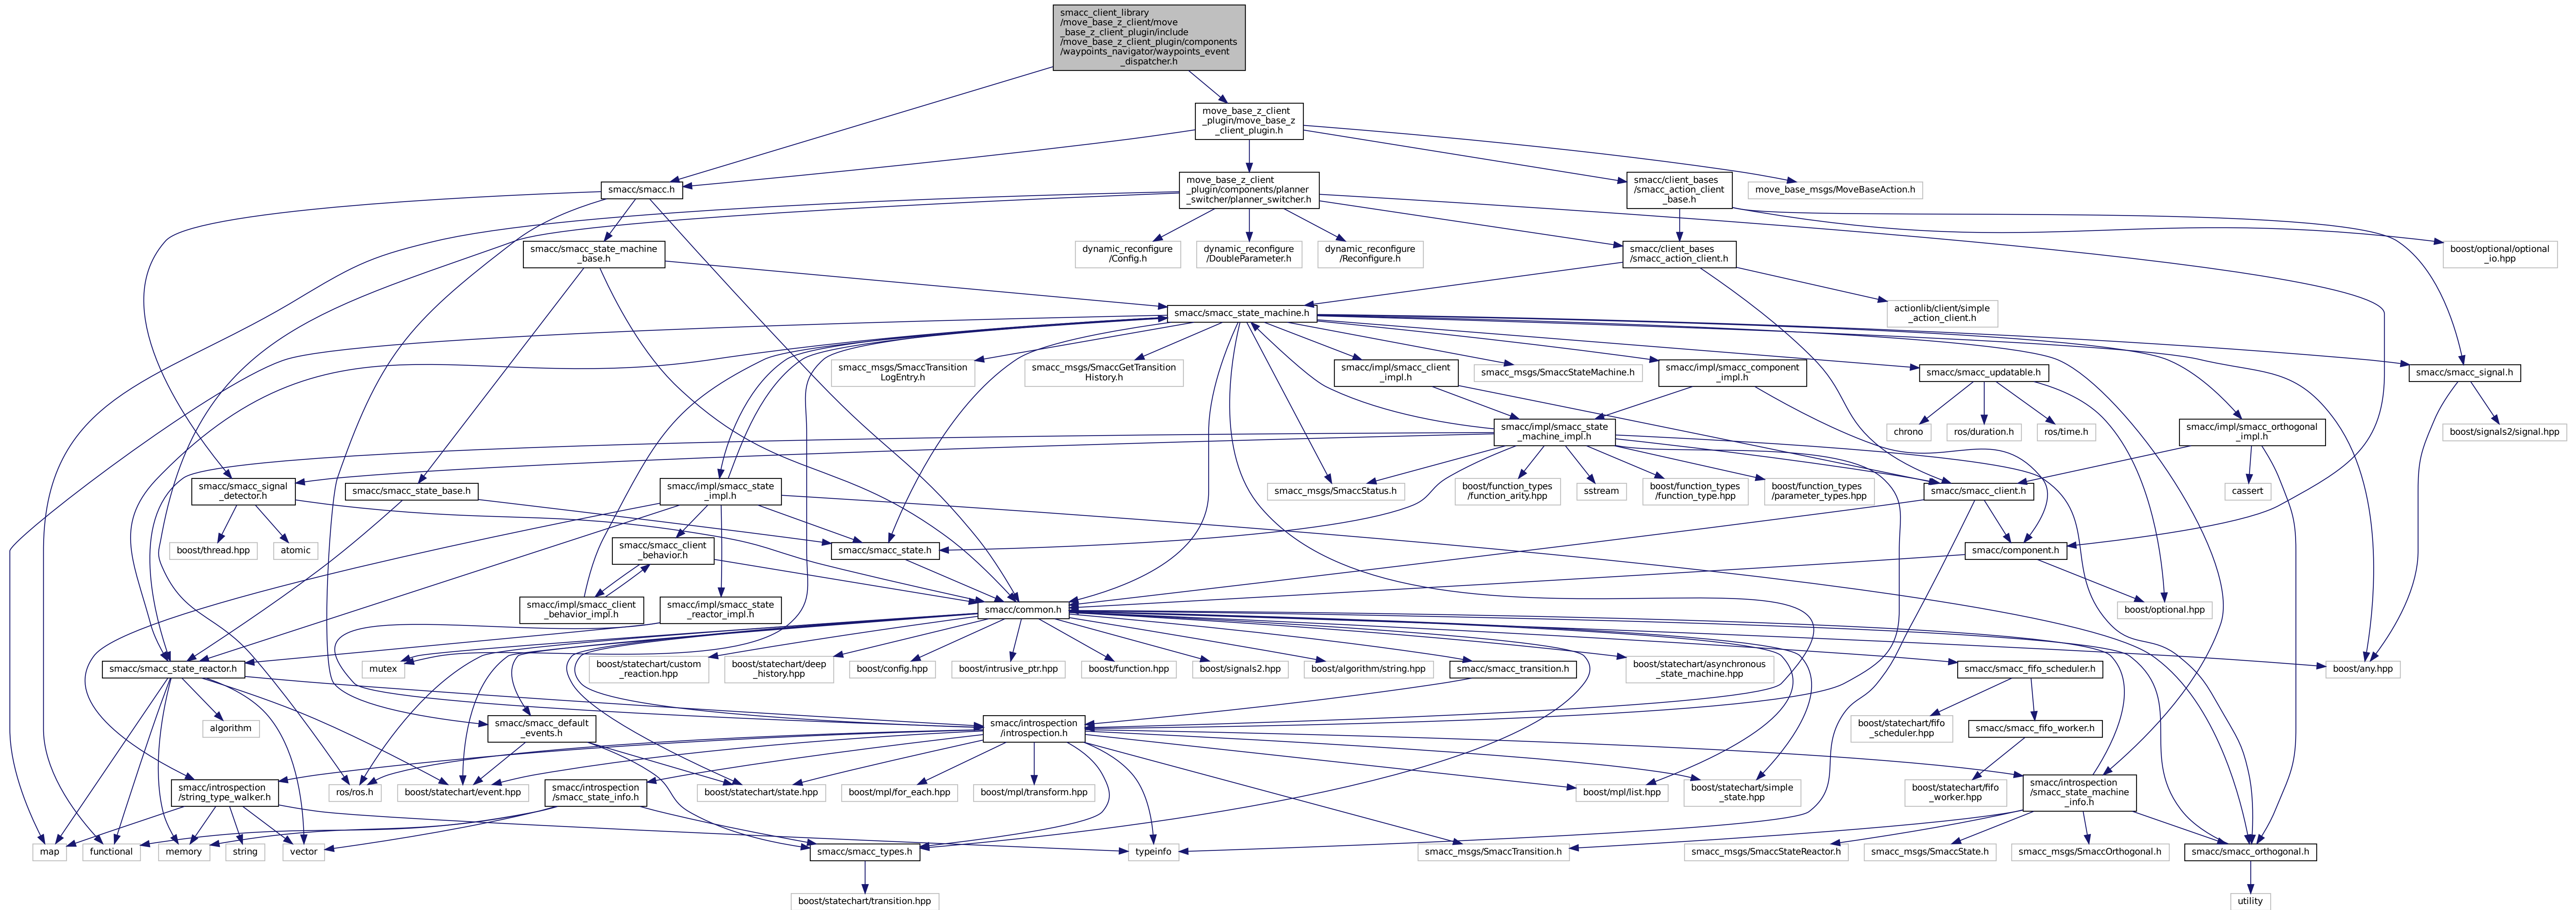 smacc_client_library
/move_base_z_client/move
_base_z_client_plugin/include
/move_base_z_client_plugin/components
/waypoints_navigator/waypoints_event
_dispatcher.h
move_base_z_client
_plugin/move_base_z
_client_plugin.h
smacc/smacc.h
move_base_z_client
_plugin/components/planner
_switcher/planner_switcher.h
smacc/client_bases
/smacc_action_client
_base.h
move_base_msgs/MoveBaseAction.h
smacc/smacc_state_machine
_base.h
dynamic_reconfigure
/Config.h
dynamic_reconfigure
/DoubleParameter.h
dynamic_reconfigure
/Reconfigure.h
smacc/client_bases
/smacc_action_client.h
boost/optional/optional
_io.hpp
smacc/smacc_state_machine.h
actionlib/client/simple
_action_client.h
smacc_msgs/SmaccTransition
LogEntry.h
smacc_msgs/SmaccGetTransition
History.h
smacc/impl/smacc_client
_impl.h
smacc_msgs/SmaccStateMachine.h
smacc/impl/smacc_component
_impl.h
smacc/smacc_updatable.h
smacc/smacc_signal.h
smacc/impl/smacc_state
_machine_impl.h
chrono
ros/duration.h
ros/time.h
smacc/impl/smacc_orthogonal
_impl.h
boost/signals2/signal.hpp
smacc/smacc_signal
_detector.h
smacc/smacc_state_base.h
smacc/impl/smacc_state
_impl.h
smacc_msgs/SmaccStatus.h
boost/function_types
/function_arity.hpp
sstream
boost/function_types
/function_type.hpp
boost/function_types
/parameter_types.hpp
smacc/smacc_client.h
cassert
boost/thread.hpp
atomic
smacc/smacc_client
_behavior.h
smacc/smacc_state.h
smacc/component.h
smacc/impl/smacc_client
_behavior_impl.h
smacc/impl/smacc_state
_reactor_impl.h
smacc/common.h
boost/optional.hpp
smacc/smacc_state_reactor.h
mutex
boost/statechart/custom
_reaction.hpp
boost/statechart/deep
_history.hpp
boost/config.hpp
boost/intrusive_ptr.hpp
boost/function.hpp
boost/signals2.hpp
boost/algorithm/string.hpp
smacc/smacc_transition.h
boost/statechart/asynchronous
_state_machine.hpp
smacc/smacc_fifo_scheduler.h
boost/any.hpp
algorithm
smacc/smacc_default
_events.h
smacc/introspection
/introspection.h
boost/statechart/fifo
_scheduler.hpp
smacc/smacc_fifo_worker.h
smacc/introspection
/string_type_walker.h
ros/ros.h
boost/statechart/event.hpp
smacc/introspection
/smacc_state_info.h
boost/statechart/state.hpp
boost/mpl/for_each.hpp
boost/mpl/transform.hpp
boost/mpl/list.hpp
boost/statechart/simple
_state.hpp
boost/statechart/fifo
_worker.hpp
smacc/introspection
/smacc_state_machine
_info.h
map
functional
memory
string
vector
smacc/smacc_types.h
typeinfo
smacc_msgs/SmaccTransition.h
smacc_msgs/SmaccStateReactor.h
smacc_msgs/SmaccState.h
smacc_msgs/SmaccOrthogonal.h
smacc/smacc_orthogonal.h
boost/statechart/transition.hpp
utility